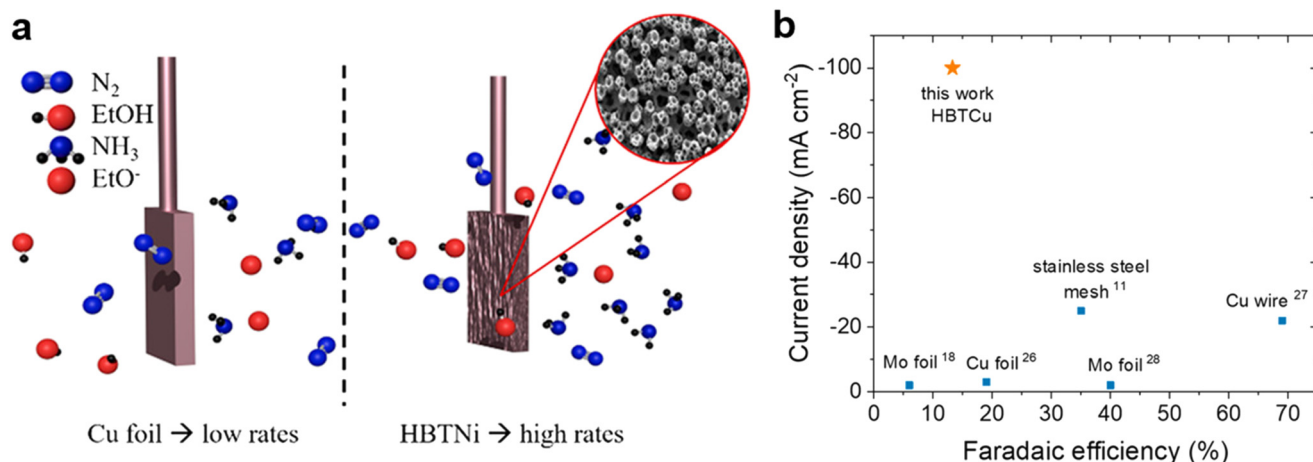 a
N2
EtOH
NH3
EtO-
Cu foil → low rates
HBTNi → high rates
b
Current density (mA cm-2)
-100
-80
-60
-40
-20
0
this work
HBTCu
stainless steel
mesh 11
Cu wire 27
Mo foil 18
Cu foil 26
Mo foil 28
0 10 20 30 40 50 60 70
Faradaic efficiency (%)